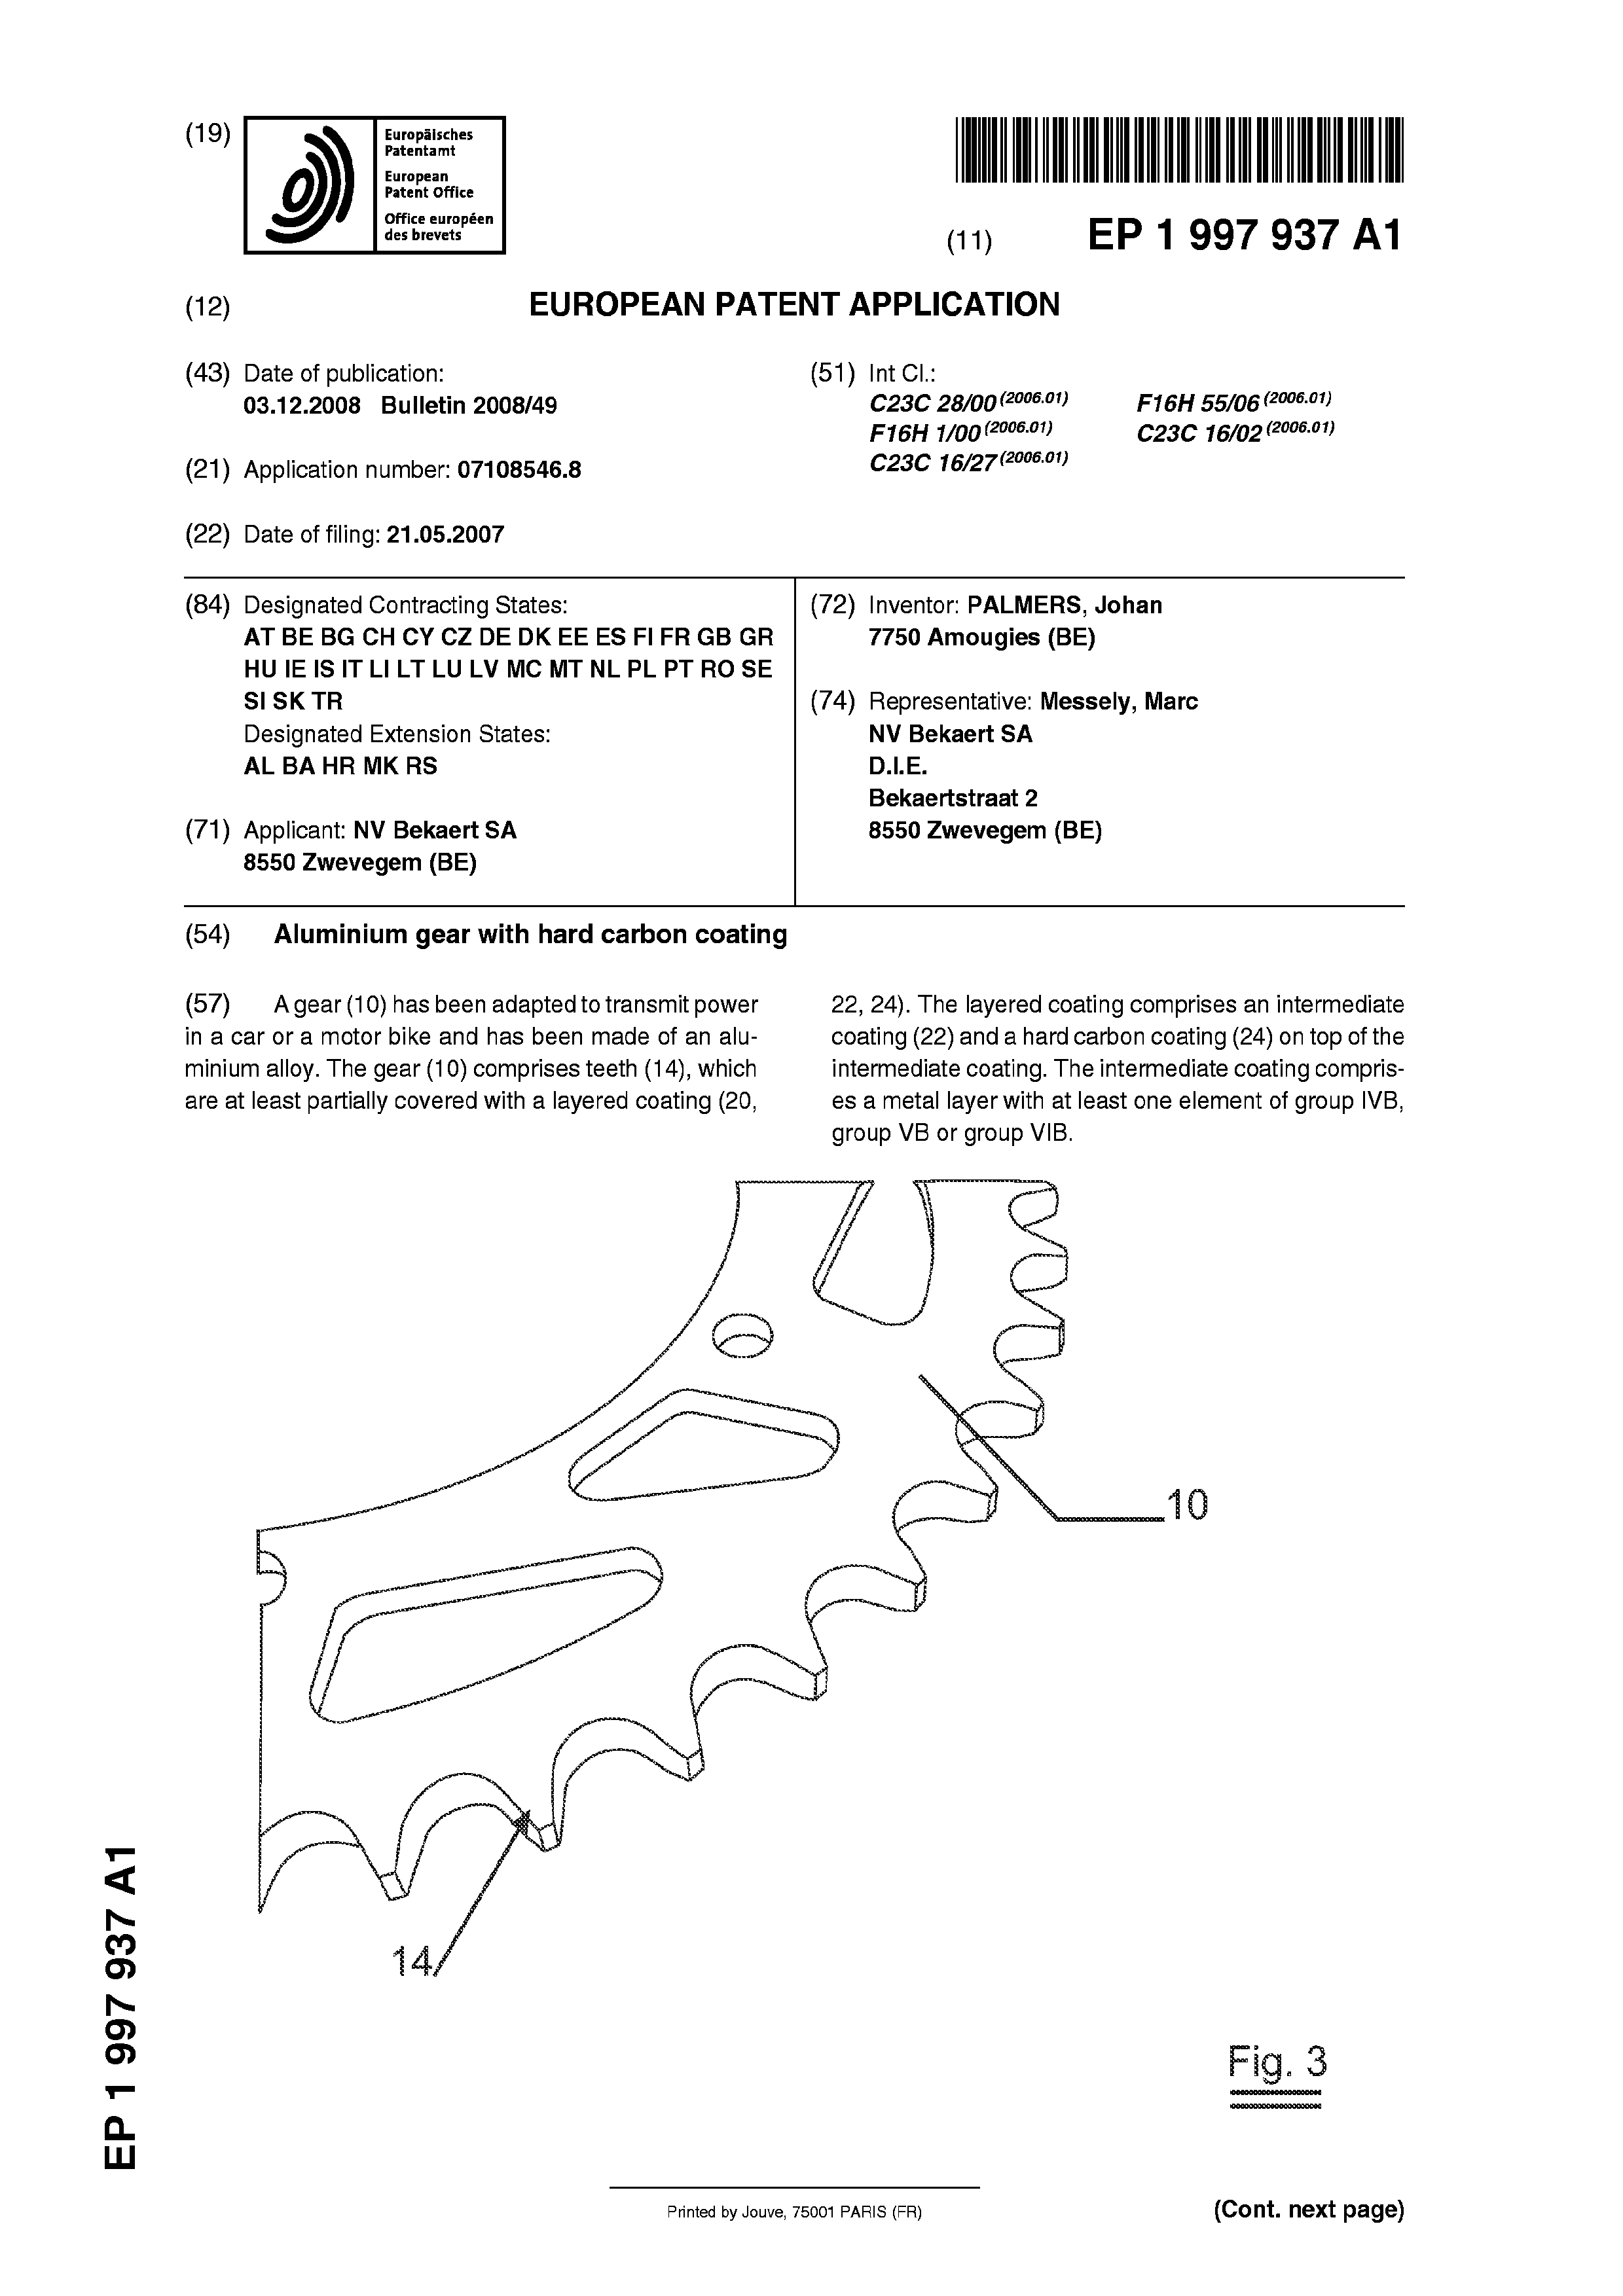 (19)
Europäisches
Patentamt
European
Patent Office
Office européen
des brevets
(11) EP 1 997 937 A1
(12) EUROPEAN PATENT APPLICATION
(43) Date of publication:
03.12.2008 Bulletin 2008/49
(21) Application number: 07108546.8
(22) Date of filing: 21.05.2007
(51) Int Cl.:
C23C 28/00 (2006.01) F16H 55/06 (2006.01)
F16H 1/00 (2006.01) C23C 16/02 (2006.01)
C23C 16/27 (2006.01)
(84) Designated Contracting States:
AT BE BG CH CY CZ DE DK EE ES FI FR GB GR
HU IE IS IT LI LT LU LV MC MT NL PL PT RO SE
SI SK TR
Designated Extension States:
AL BA HR MK RS
(71) Applicant: NV Bekaert SA
8550 Zwevegem (BE)
(72) Inventor: PALMERS, Johan
7750 Amougies (BE)
(74) Representative: Messely, Marc
NV Bekaert SA
D.I.E.
Bekaertstraat 2
8550 Zwevegem (BE)
(54) Aluminium gear with hard carbon coating
(57) A gear (10) has been adapted to transmit power
in a car or a motor bike and has been made of an alu-
minium alloy. The gear (10) comprises teeth (14), which
are at least partially covered with a layered coating (20,
22, 24). The layered coating comprises an intermediate
coating (22) and a hard carbon coating (24) on top of the
intermediate coating. The intermediate coating compris-
es a metal layer with at least one element of group IVB,
group VB or group VIB.
10
14
Fig. 3
EP 1 997 937 A1
Printed by Jouve, 75001 PARIS (FR)
(Cont. next page)